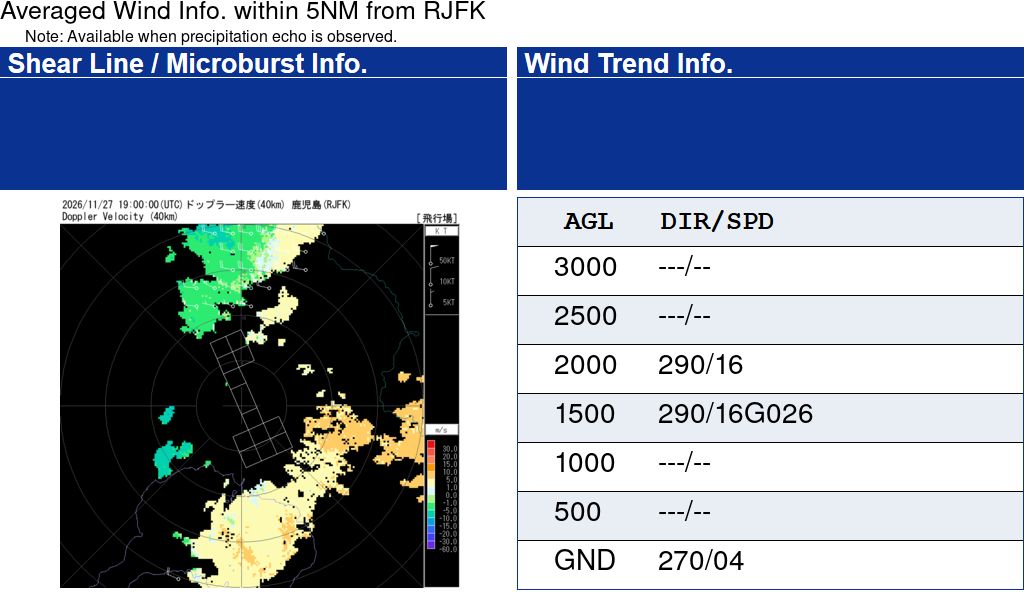 Averaged Wind Info. within 5NM from RJFK
Note: Available when precipitation echo is observed.
Shear Line / Microburst Info.
Wind Trend Info.
2026/11/27 19:00:00(UTC) ドップラー速度(40km) 鹿児島(RJFK)
Doppler Velocity (40km)
[飛行場]
KT
50KT
10KT
5KT
m/s
30.0
20.0
15.0
10.0
5.0
1.0
0.0
-1.0
-5.0
-10.0
-15.0
-20.0
-30.0
-60.0
AGL DIR/SPD
3000 ---/--
2500 ---/--
2000 290/16
1500 290/16G026
1000 ---/--
500 ---/--
GND 270/04